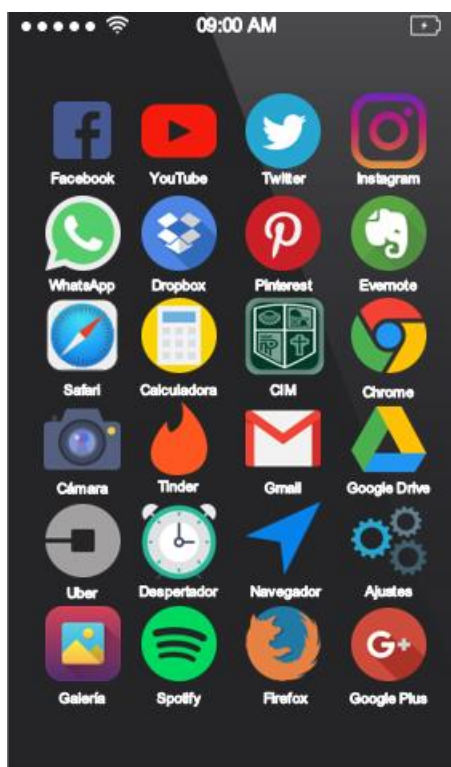 09:00 AM
Facebook YouTube Twitter Instagram
WhatsApp Dropbox Pinterest Evernote
Safari Calculadora CIM Chrome
Cámara Tinder Gmail Google Drive
Uber Despertador Navegador Ajustes
G+
Galería Spotify Firefox Google Plus